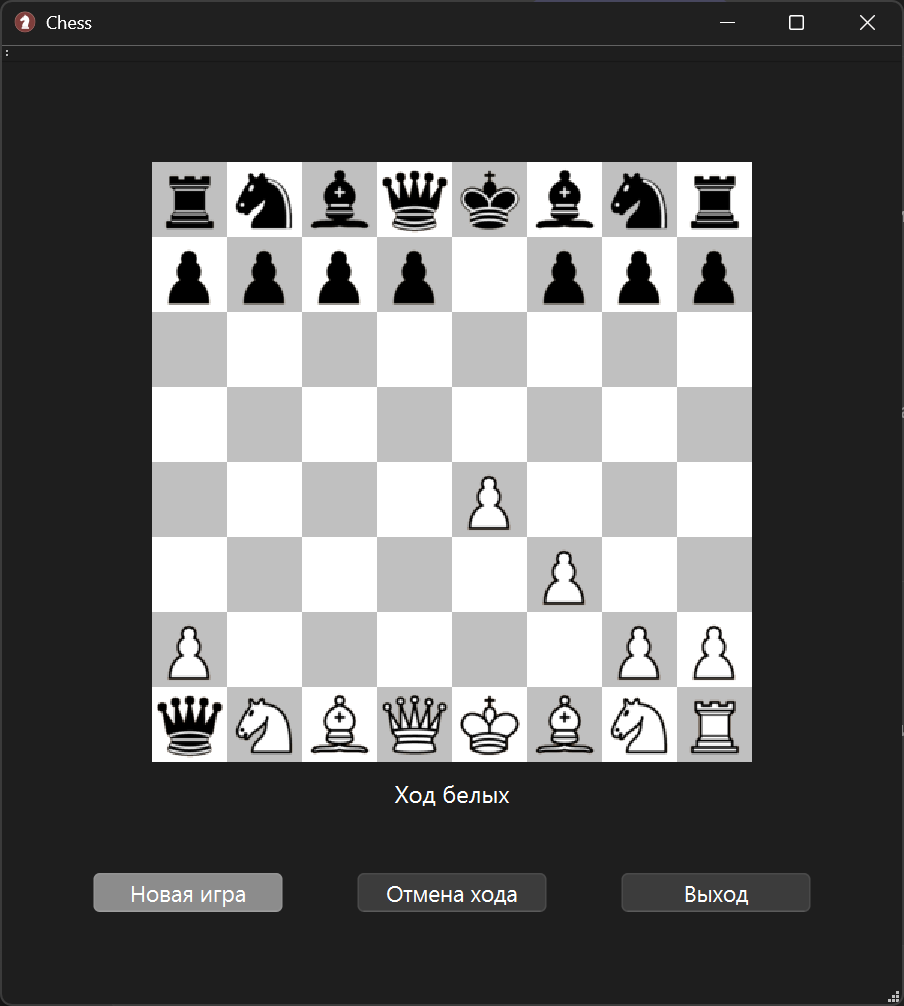 Chess
Ход белых
Новая игра
Отмена хода
Выход